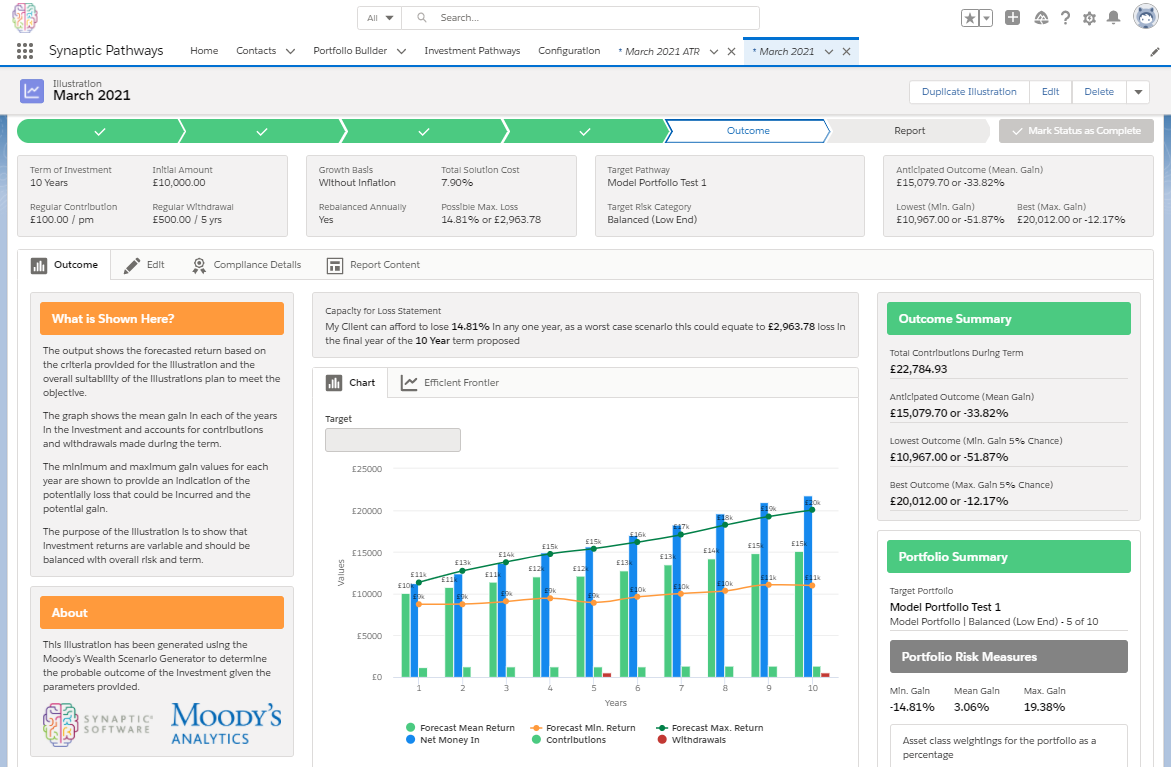 All
Search...
Synaptic Pathways
Home
Contacts
Portfolio Builder
Investment Pathways
Configuration
* March 2021 ATR
* March 2021
Illustration
March 2021
Duplicate Illustration
Edit
Delete
Outcome
Report
Mark Status as Complete
Term of Investment
10 Years
Initial Amount
£10,000.00
Regular Contribution
£100.00 / pm
Regular Withdrawal
£500.00 / 5 yrs
Growth Basis
Without Inflation
Total Solution Cost
7.90%
Rebalanced Annually
Yes
Possible Max. Loss
14.81% or £2,963.78
Target Pathway
Model Portfolio Test 1
Target Risk Category
Balanced (Low End)
Anticipated Outcome (Mean. Gain)
£15,079.70 or -33.82%
Lowest (Min. Gain)
£10,967.00 or -51.87%
Best (Max. Gain)
£20,012.00 or -12.17%
Outcome
Edit
Compliance Details
Report Content
What is Shown Here?
The output shows the forecasted return based on
the criteria provided for the illustration and the
overall suitability of the illustrations plan to meet the
objective.
The graph shows the mean gain in each of the years
in the investment and accounts for contributions
and withdrawals made during the term.
The minimum and maximum gain values for each
year are shown to provide an indication of the
potentially loss that could be incurred and the
potential gain.
The purpose of the illustration is to show that
investment returns are variable and should be
balanced with overall risk and term.
About
This illustration has been generated using the
Moody's Wealth Scenario Generator to determine
the probable outcome of the investment given the
parameters provided.
SYNAPTIC
SOFTWARE
MOODY'S
ANALYTICS
Capacity for Loss Statement
My Client can afford to lose 14.81% in any one year, as a worst case scenario this could equate to £2,963.78 loss in
the final year of the 10 Year term proposed
Chart
Efficient Frontier
Target
£25000
£20000
£15000
£10000
£5000
£0
Values
£10k £11k £11k £12k £12k £13k £13k £14k £15k £15k
£11k £13k £14k £15k £15k £16k £17k £18k £19k £20k
£9k £9k £9k £9k £9k £10k £10k £10k £11k £11k
1 2 3 4 5 6 7 8 9 10
Years
Forecast Mean Return
Forecast Min. Return
Forecast Max. Return
Net Money In
Contributions
Withdrawals
Outcome Summary
Total Contributions During Term
£22,784.93
Anticipated Outcome (Mean Gain)
£15,079.70 or -33.82%
Lowest Outcome (Min. Gain 5% Chance)
£10,967.00 or -51.87%
Best Outcome (Max. Gain 5% Chance)
£20,012.00 or -12.17%
Portfolio Summary
Target Portfolio
Model Portfolio Test 1
Model Portfolio | Balanced (Low End) - 5 of 10
Portfolio Risk Measures
Min. Gain
Mean Gain
Max. Gain
-14.81%
3.06%
19.38%
Asset class weightings for the portfolio as a
percentage